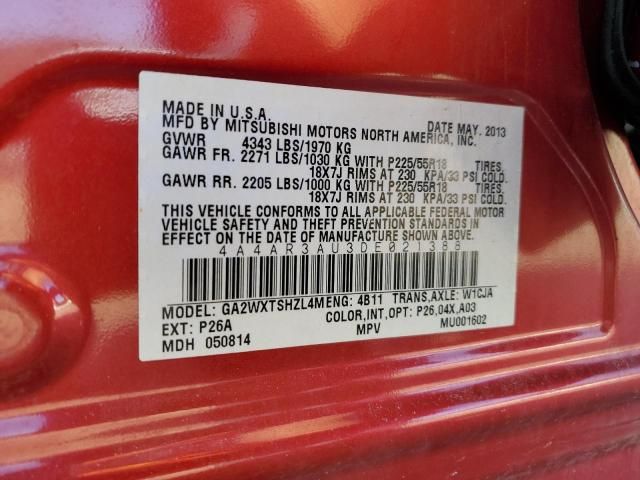 MADE IN U.S.A. DATE MAY. 2013
MFD BY MITSUBISHI MOTORS NORTH AMERICA, INC.
GVWR 4343 LBS/1970 KG
GAWR FR. 2271 LBS/1030 KG WITH P225/55R18 TIRES.
18X7J RIMS AT 230 KPA/33 PSI COLD.
GAWR RR. 2205 LBS/1000 KG WITH P225/55R18 TIRES.
18X7J RIMS AT 230 KPA/33 PSI COLD.
THIS VEHICLE CONFORMS TO ALL APPLICABLE FEDERAL MOTOR
VEHICLE SAFETY AND THEFT PREVENTION STANDARDS IN
EFFECT ON THE DATE OF MANUFACTURE SHOWN ABOVE.
4A4AR3AU3DE021388
MODEL: GA2WXTSHZL4M ENG: 4B11 TRANS,AXLE: W1CJA
EXT: P26A COLOR,INT,OPT: P26,04X,A03
MDH 050814 MPV MU001602